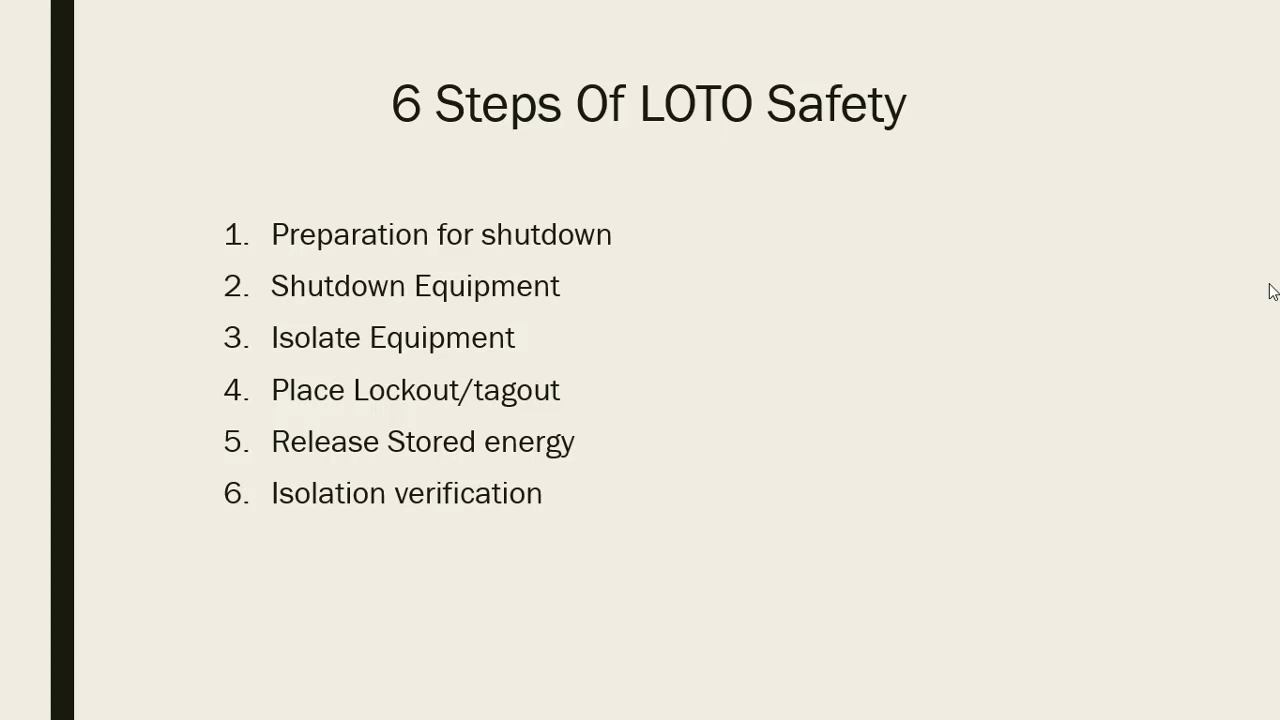 6 Steps Of LOTO Safety
1. Preparation for shutdown
2. Shutdown Equipment
3. Isolate Equipment
4. Place Lockout/tagout
5. Release Stored energy
6. Isolation verification